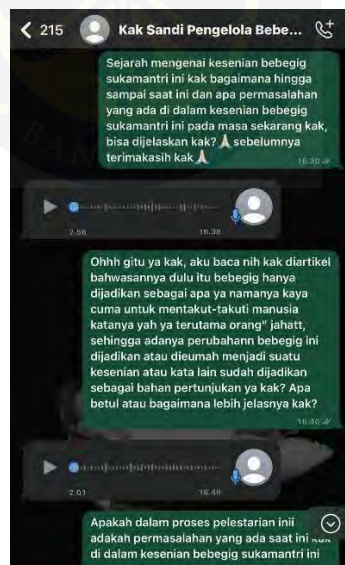 215
Kak Sandi Pengelola Bebe...
Sejarah mengenai kesenian bebegig
sukamantri ini kak bagaimana hingga
sampai saat ini dan apa permasalahan
yang ada di dalam kesenian bebegig
sukamantri ini pada masa sekarang kak,
bisa dijelaskan kak?🙏 sebelumnya
terimakasih kak🙏
16.30
2.56
16.36
Ohhh gitu ya kak, aku baca nih kak diartikel
bahwasannya dulu itu bebegig hanya
dijadikan sebagai apa ya namanya kaya
cuma untuk mentakut-takuti manusia
katanya yah ya terutama orang" jahatt,
sehingga adanya perubahann bebegig ini
dijadikan atau dieumah menjadi suatu
kesenian atau kata lain sudah dijadikan
sebagai bahan pertunjukan ya kak? Apa
betul atau bagaimana lebih jelasnya kak?
16.40
2.01
16.46
Apakah dalam proses pelestarian inii
adakah permasalahan yang ada saat ini kak
di dalam kesenian bebegig sukamantri ini